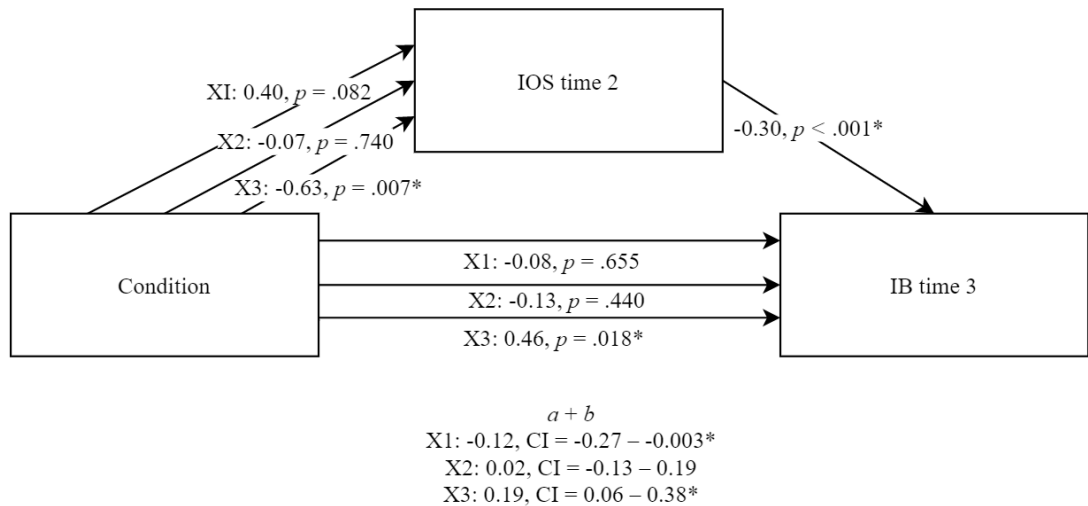 IOS time 2
XI: 0.40, p = .082
X2: -0.07, p = .740
X3: -0.63, p = .007*
-0.30, p < .001*
Condition
X1: -0.08, p = .655
X2: -0.13, p = .440
X3: 0.46, p = .018*
IB time 3
a + b
X1: -0.12, CI = -0.27 – -0.003*
X2: 0.02, CI = -0.13 – 0.19
X3: 0.19, CI = 0.06 – 0.38*